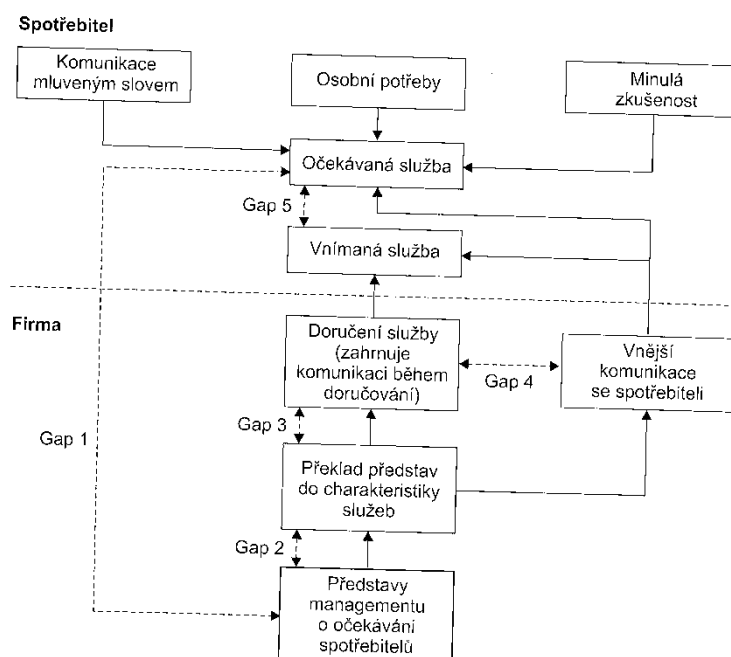 Spotřebitel
Komunikace
mluveným slovem
Osobní potřeby
Minulá
zkušenost
Očekávaná služba
Gap 5
Vnímaná služba
Firma
Doručení služby
(zahrnuje
komunikaci během
doručování)
Gap 4
Vnější
komunikace
se spotřebiteli
Gap 1
Gap 3
Překlad představ
do charakteristiky
služeb
Gap 2
Představy
managementu
o očekávání
spotřebitelů